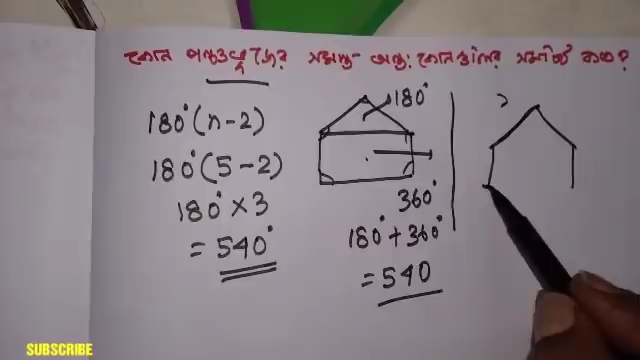 কোন পঞ্চভুজের সমস্ত অন্তঃকোনগুলির সমষ্টি কত?
180°(n-2)
180°(5-2)
180° × 3
= 540°
180°
360°
180° + 360°
= 540
SUBSCRIBE